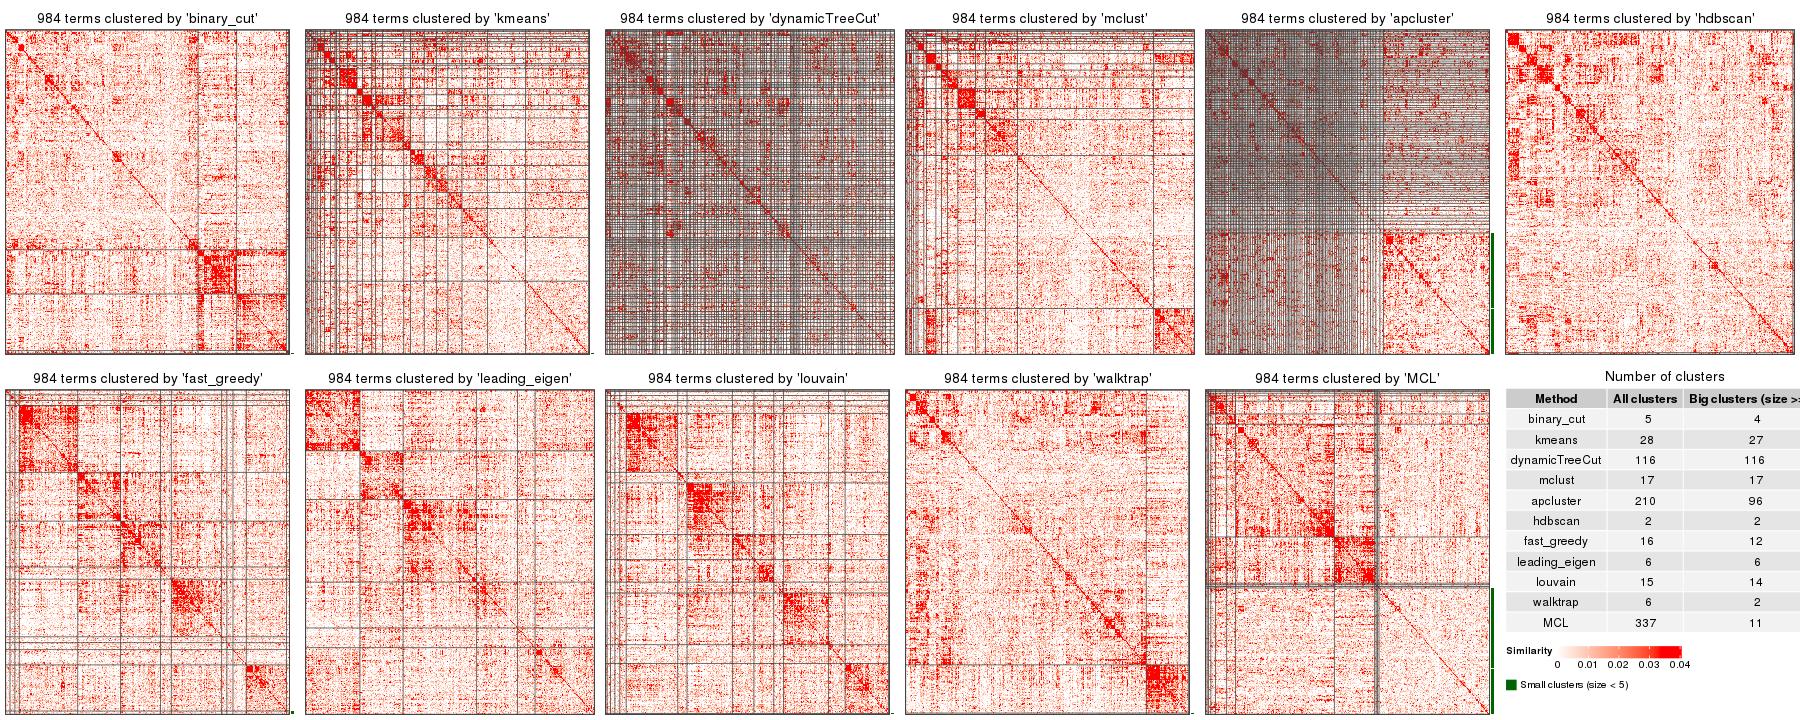 984 terms clustered by 'binary_cut'
984 terms clustered by 'kmeans'
984 terms clustered by 'dynamicTreeCut'
984 terms clustered by 'mclust'
984 terms clustered by 'apcluster'
984 terms clustered by 'hdbscan'
984 terms clustered by 'fast_greedy'
984 terms clustered by 'leading_eigen'
984 terms clustered by 'louvain'
984 terms clustered by 'walktrap'
984 terms clustered by 'MCL'
Number of clusters
Method All clusters Big clusters (size >
binary_cut 5 4
kmeans 28 27
dynamicTreeCut 116 116
mclust 17 17
apcluster 210 96
hdbscan 2 2
fast_greedy 16 12
leading_eigen 6 6
louvain 15 14
walktrap 6 2
MCL 337 11
Similarity
0 0.01 0.02 0.03 0.04
Small clusters (size < 5)